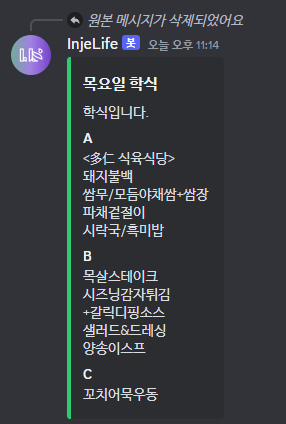 원본 메시지가 삭제되었어요
InjeLife 봇 오늘 오후 11:14
목요일 학식
학식입니다.
A
<多仁 식육식당>
돼지불백
쌈무/모듬야채쌈+쌈장
파채겉절이
시락국/흑미밥
B
목살스테이크
시즈닝감자튀김
+갈릭디핑소스
샐러드&드레싱
양송이스프
C
꼬치어묵우동